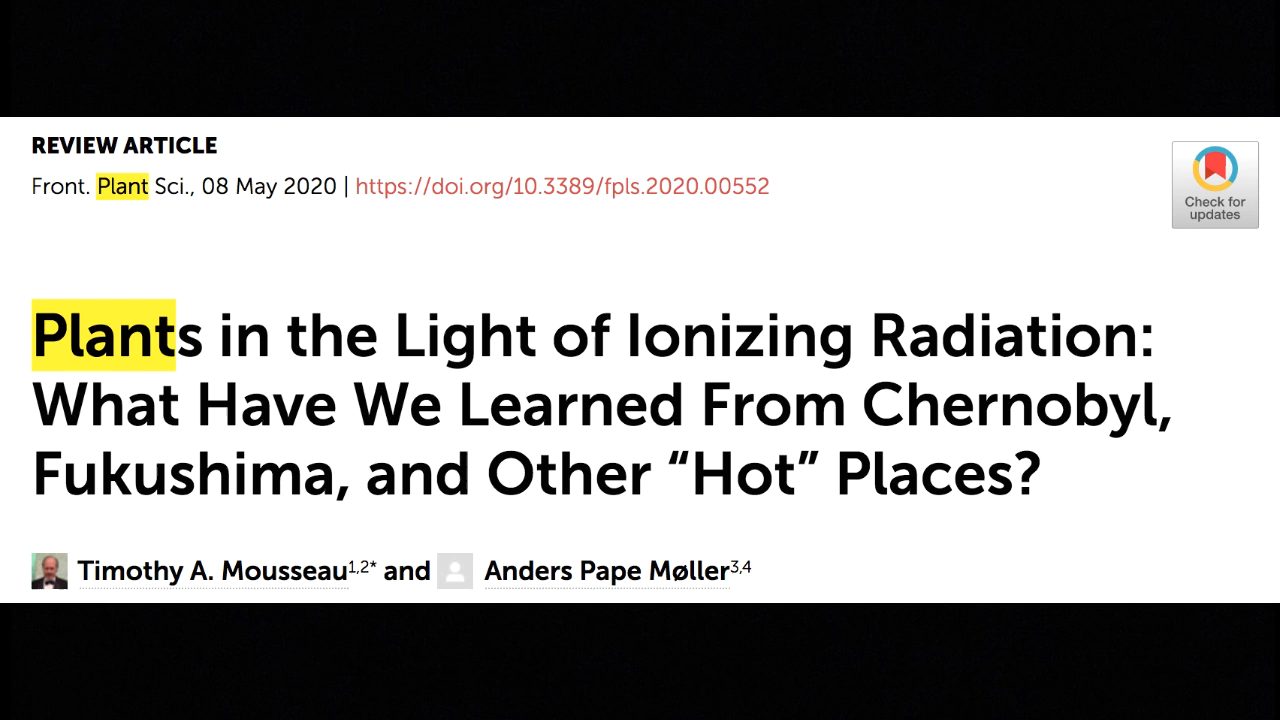 REVIEW ARTICLE
Front. Plant Sci., 08 May 2020 | https://doi.org/10.3389/fpls.2020.00552
Check for
updates
Plants in the Light of Ionizing Radiation:
What Have We Learned From Chernobyl,
Fukushima, and Other “Hot” Places?
Timothy A. Mousseau1,2* and Anders Pape Møller3,4